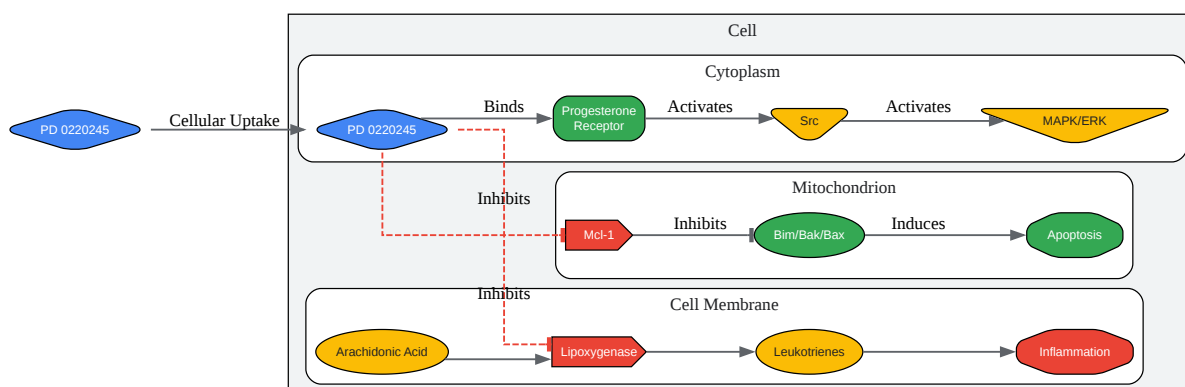 Cell
Cytoplasm
PD 0220245
Cellular Uptake
PD 0220245
Binds
Progesterone
Receptor
Activates
Src
Activates
MAPK/ERK
Inhibits
Mitochondrion
Mcl-1
Inhibits
Bim/Bak/Bax
Induces
Apoptosis
Inhibits
Cell Membrane
Arachidonic Acid
Lipoxygenase
Leukotrienes
Inflammation